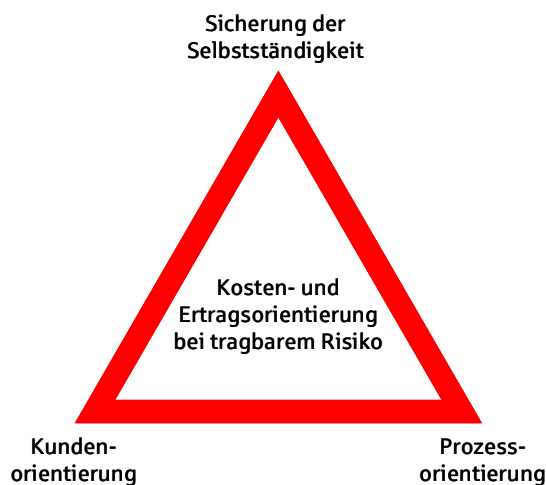 Sicherung der
Selbstständigkeit
Kosten- und
Ertragsorientierung
bei tragbarem Risiko
Kunden-
orientierung
Prozess-
orientierung